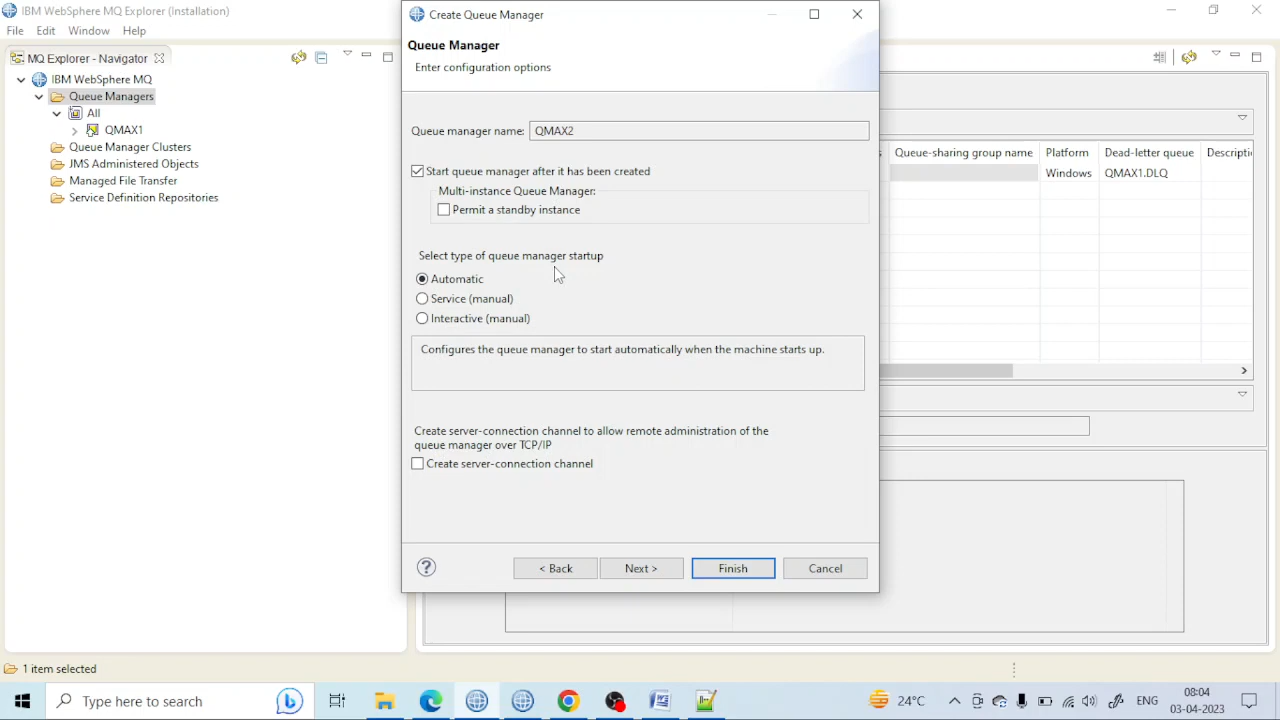 IBM WebSphere MQ Explorer (Installation)
File Edit Window Help
MQ Explorer - Navigator
IBM WebSphere MQ
Queue Managers
All
QMAX1
Queue Manager Clusters
JMS Administered Objects
Managed File Transfer
Service Definition Repositories
1 item selected
Create Queue Manager
Queue Manager
Enter configuration options
Queue manager name: QMAX2
Start queue manager after it has been created
Multi-instance Queue Manager:
Permit a standby instance
Select type of queue manager startup
Automatic
Service (manual)
Interactive (manual)
Configures the queue manager to start automatically when the machine starts up.
Create server-connection channel to allow remote administration of the
queue manager over TCP/IP
Create server-connection channel
? < Back Next > Finish Cancel
Queue-sharing group name Platform Dead-letter queue
Windows QMAX1.DLQ
Type here to search
24°C ENG
08:04
03-04-2023